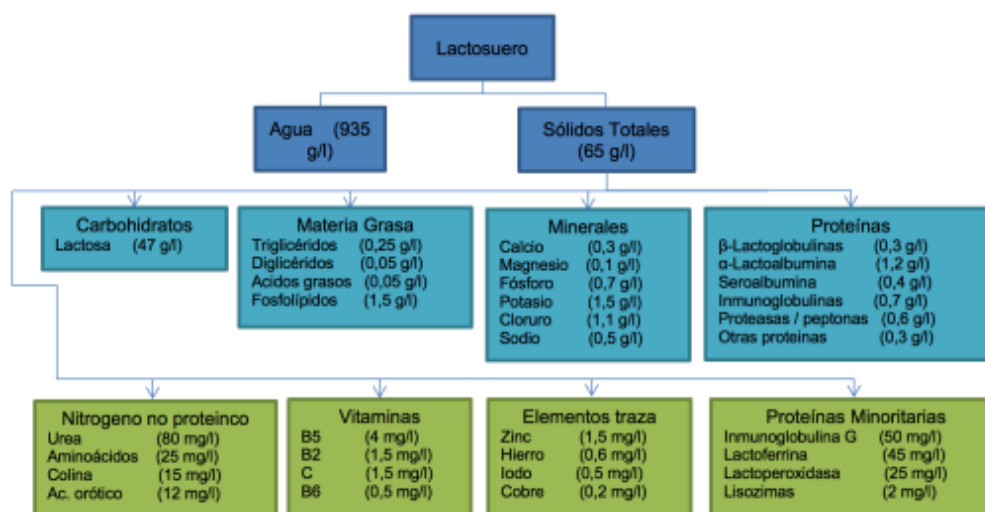 Lactosuero
Agua (935
g/l)
Sólidos Totales
(65 g/l)
Carbohidratos
Lactosa (47 g/l)
Materia Grasa
Triglicéridos (0,25 g/l)
Diglicéridos (0,05 g/l)
Acidos grasos (0,05 g/l)
Fosfolípidos (1,5 g/l)
Minerales
Calcio (0,3 g/l)
Magnesio (0,1 g/l)
Fósforo (0,7 g/l)
Potasio (1,5 g/l)
Cloruro (1,1 g/l)
Sodio (0,5 g/l)
Proteínas
β-Lactoglobulinas (0,3 g/l)
α-Lactoalbumina (1,2 g/l)
Seroalbumina (0,4 g/l)
Inmunoglobulinas (0,7 g/l)
Proteasas / peptonas (0,6 g/l)
Otras proteinas (0,3 g/l)
Nitrogeno no proteinco
Urea (80 mg/l)
Aminoácidos (25 mg/l)
Colina (15 mg/l)
Ac. orótico (12 mg/l)
Vitaminas
B5 (4 mg/l)
B2 (1,5 mg/l)
C (1,5 mg/l)
B6 (0,5 mg/l)
Elementos traza
Zinc (1,5 mg/l)
Hierro (0,6 mg/l)
Iodo (0,5 mg/l)
Cobre (0,2 mg/l)
Proteínas Minoritarias
Inmunoglobulina G (50 mg/l)
Lactoferrina (45 mg/l)
Lactoperoxidasa (25 mg/l)
Lisozimas (2 mg/l)